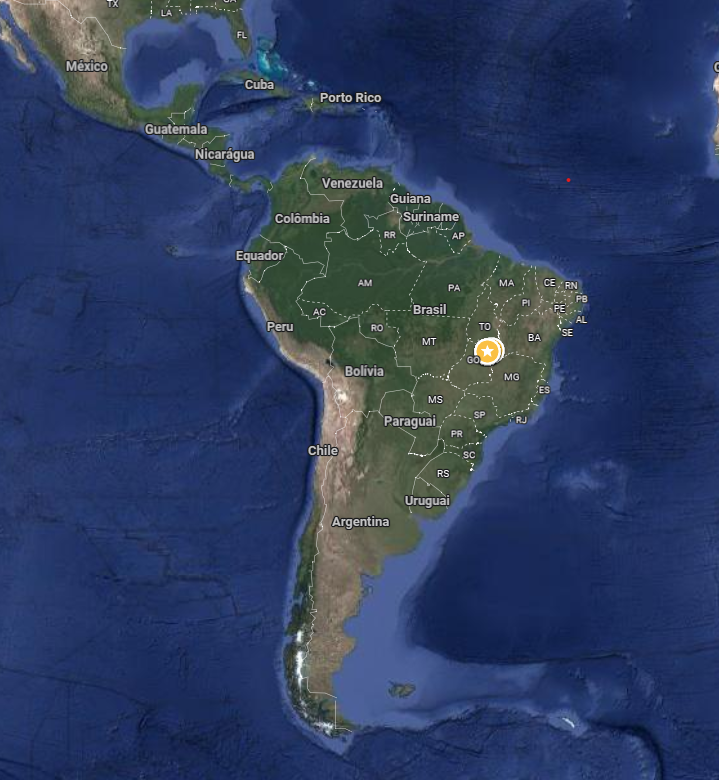 TX
LA
GA
FL
México
Cuba
Porto Rico
Guatemala
Nicarágua
Venezuela
Guiana
Colômbia
Suriname
RR
AP
Equador
AM
PA
MA
CE
RN
PI
PB
AC
Brasil
PE
AL
Peru
RO
TO
SE
MT
BA
GO
Bolívia
MG
ES
MS
SP
Paraguai
RJ
PR
Chile
SC
RS
Uruguai
Argentina